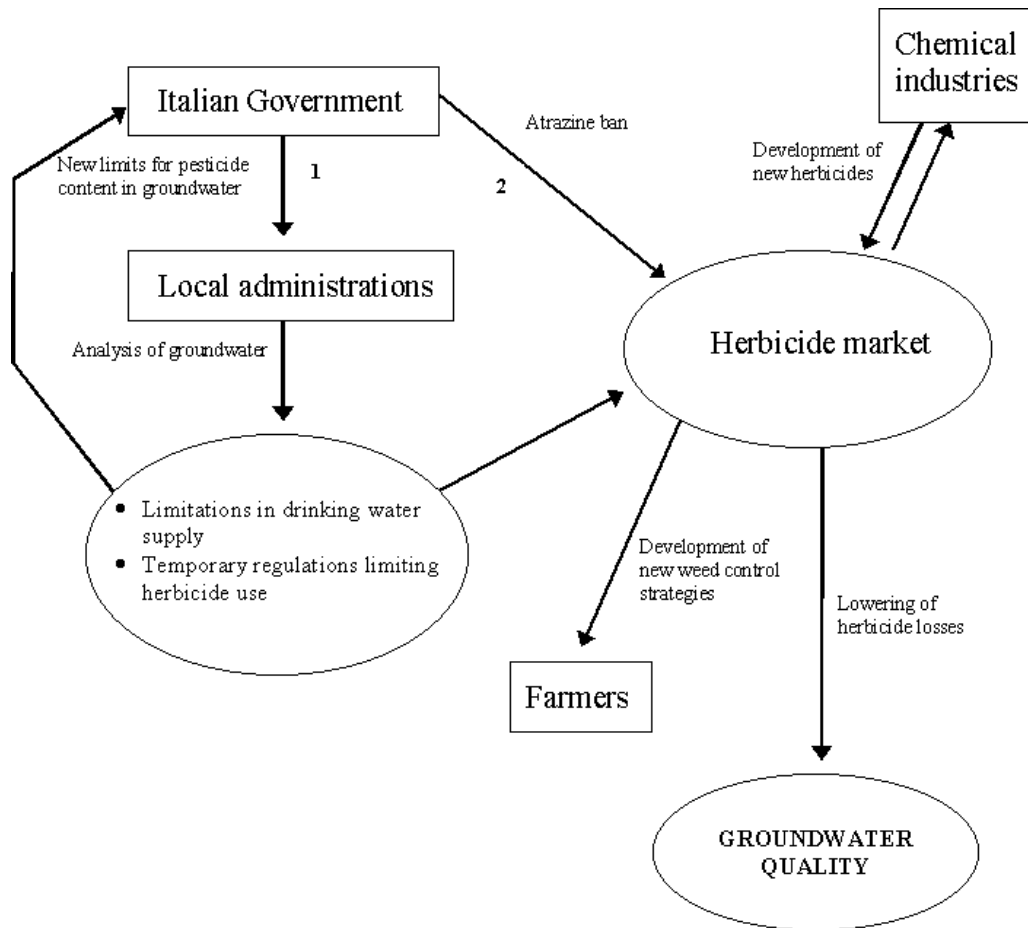 Chemical
industries
Italian Government
Atrazine ban
Development of
new herbicides
New limits for pesticide
content in groundwater
1
2
Local administrations
Herbicide market
Analysis of groundwater
• Limitations in drinking water
supply
• Temporary regulations limiting
herbicide use
Development of
new weed control
strategies
Lowering of
herbicide losses
Farmers
GROUNDWATER
QUALITY